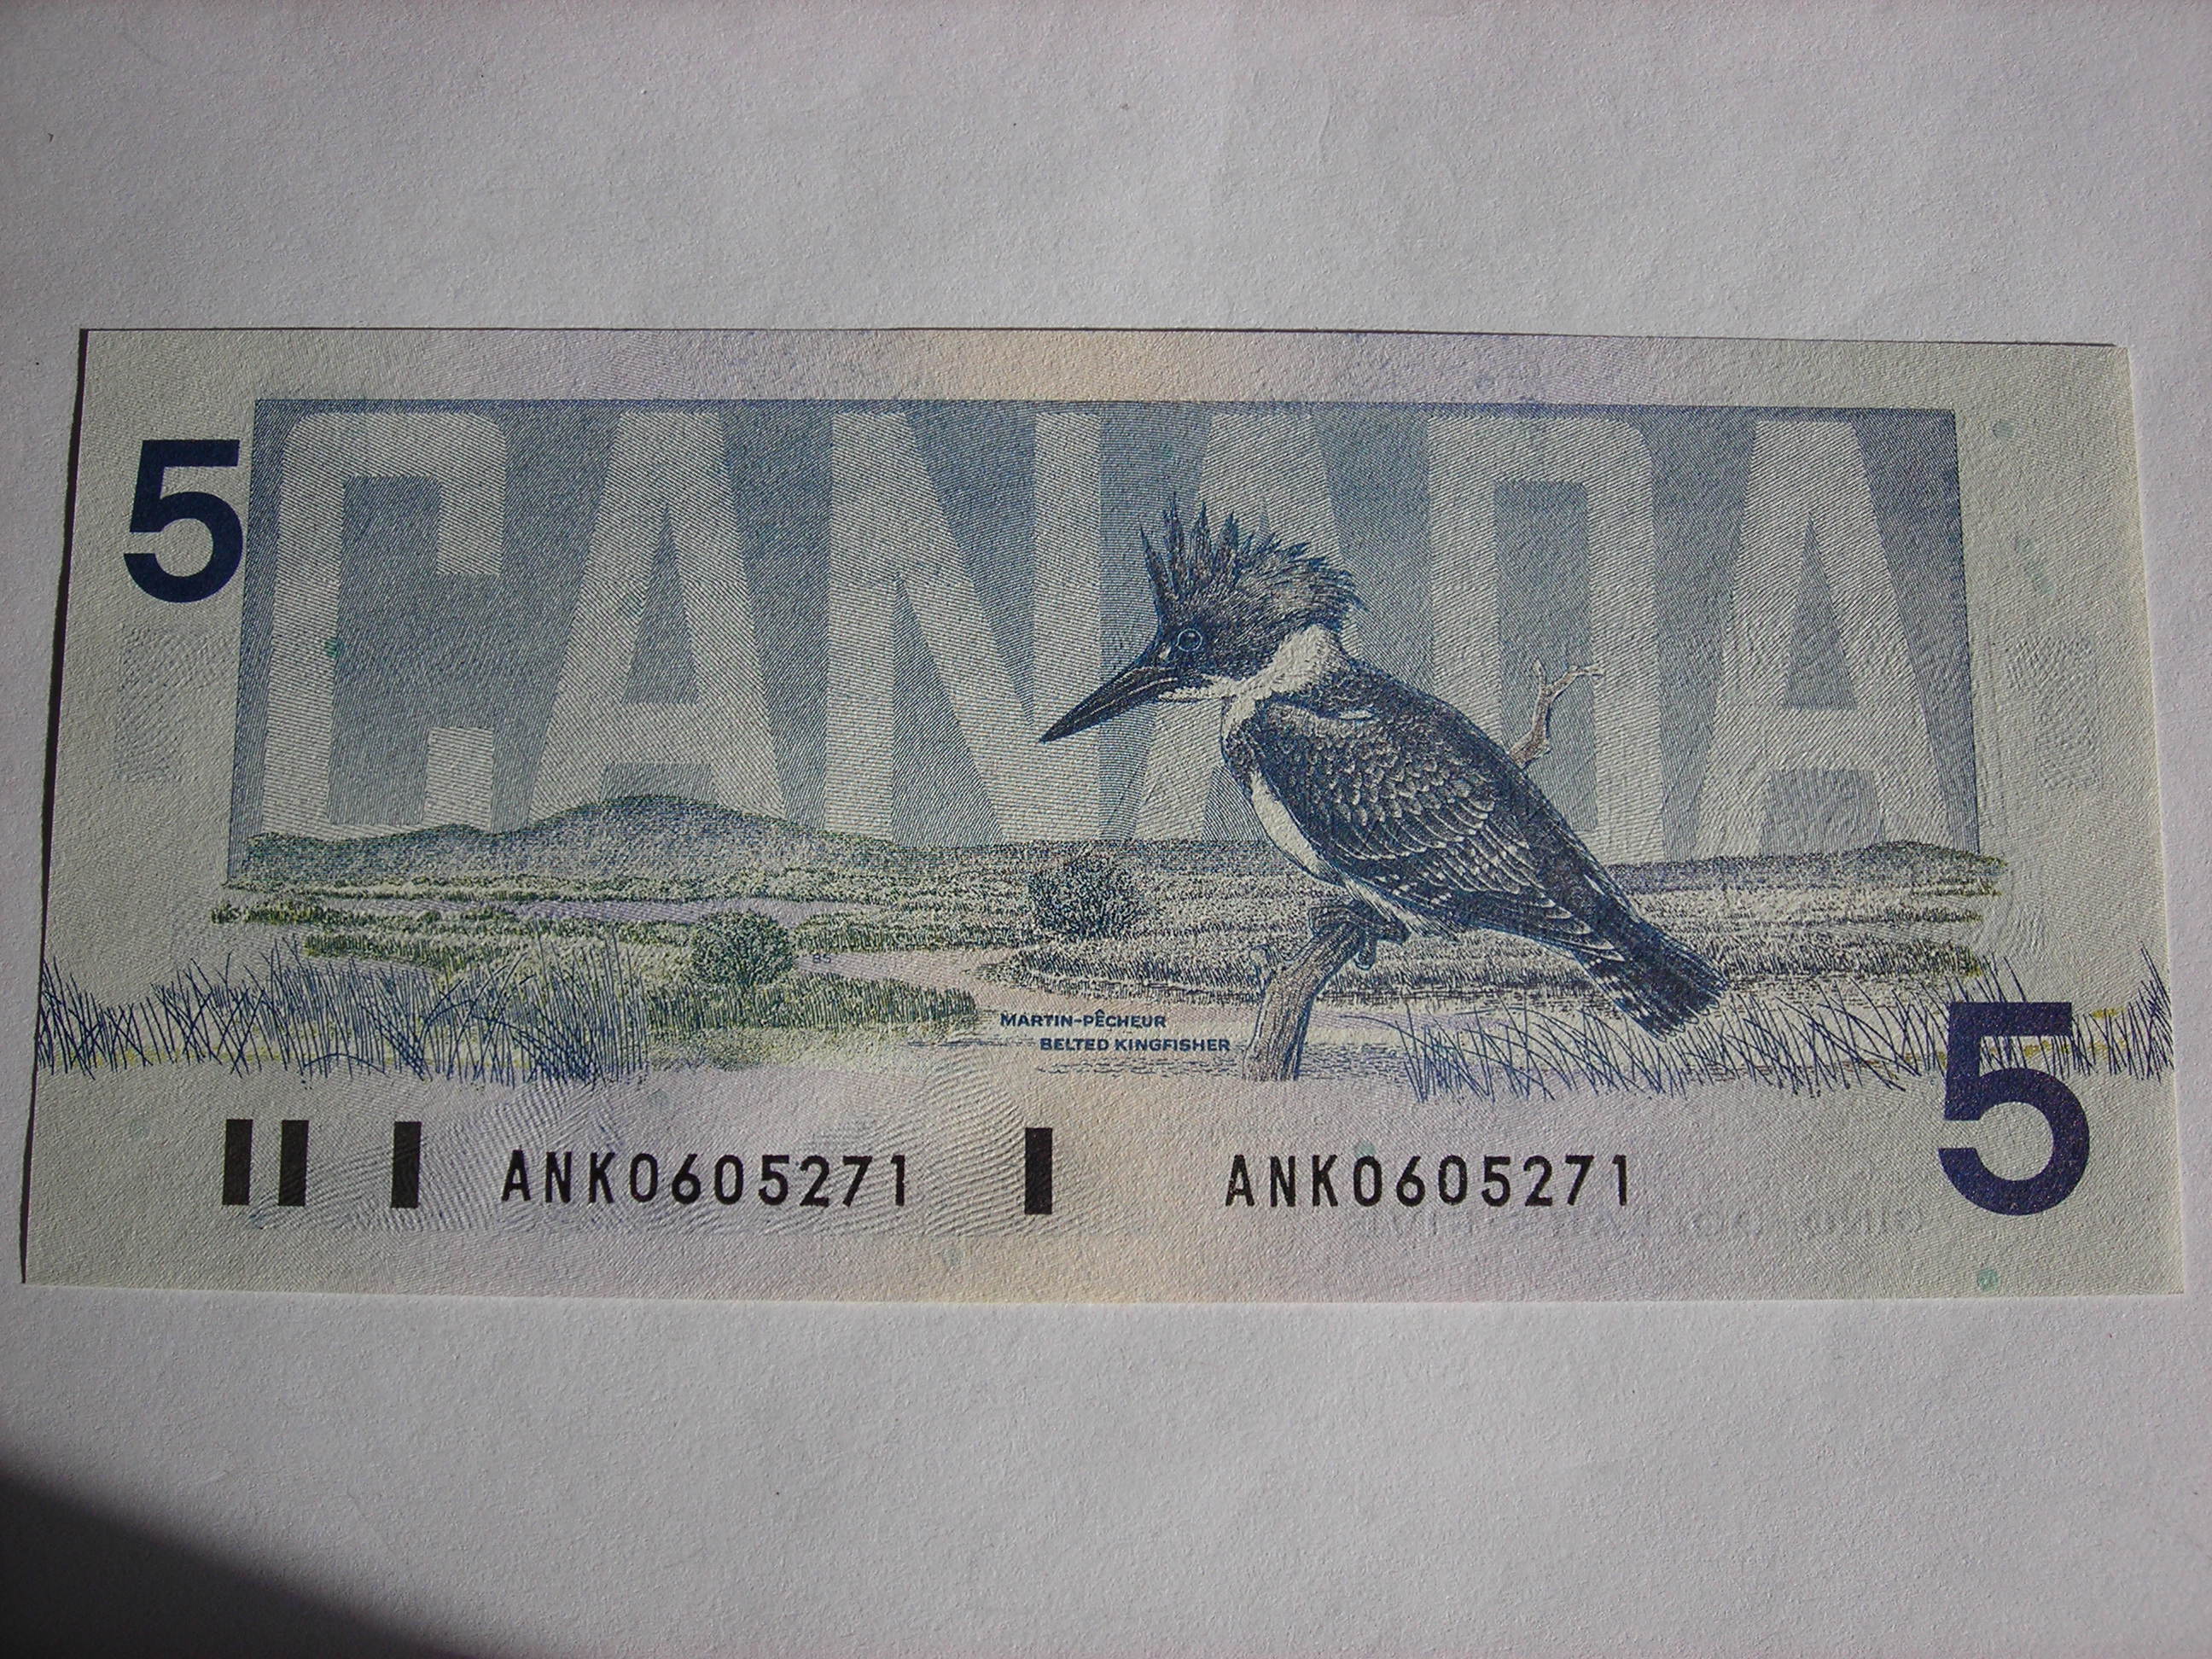 5
CANADA
MARTIN-PÊCHEUR
BELTED KINGFISHER
5
ANK0605271 ANK0605271